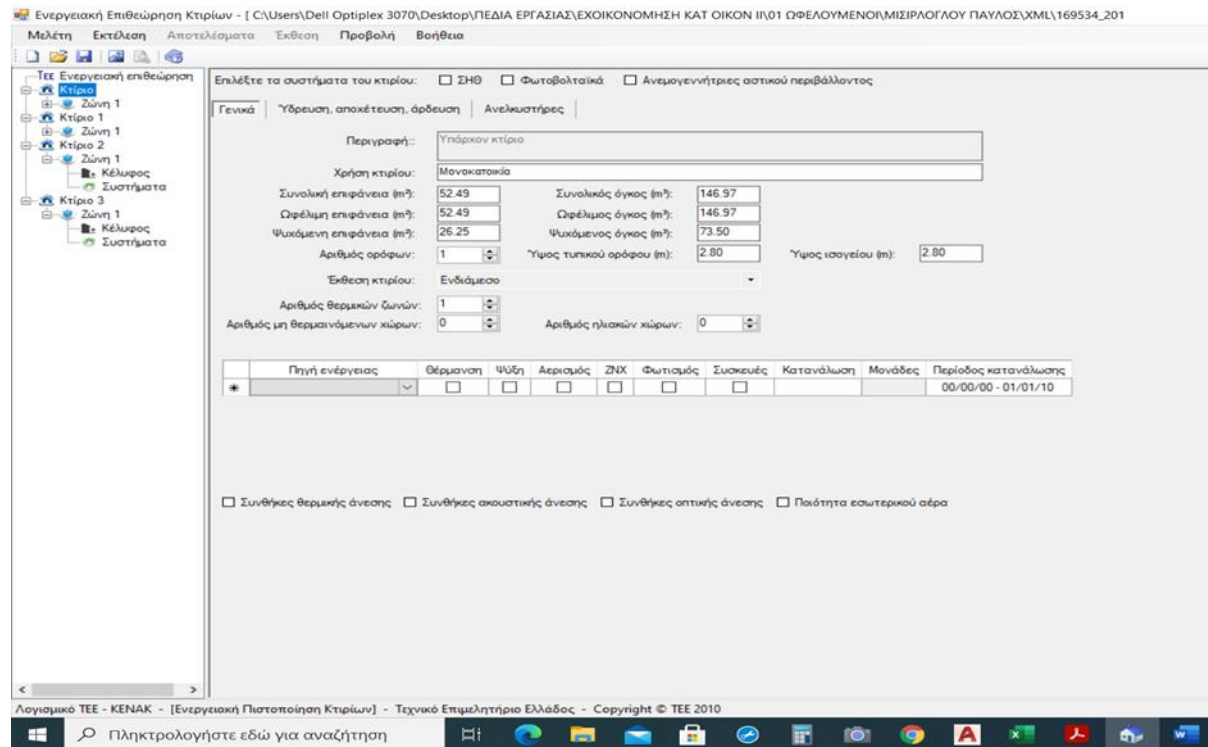 Ενεργειακή Επιθεώρηση Κτιρίων - [ C:\Users\Dell Optiplex 3070\Desktop\ΠΕΔΙΑ ΕΡΓΑΣΙΑΣ\ΕΧΟΙΚΟΝΟΜΗΣΗ ΚΑΤ ΟΙΚΟΝ ΙΙ\01 ΩΦΕΛΟΥΜΕΝΟΙ\ΜΙΣΙΡΛΟΓΛΟΥ ΠΑΥΛΟΣ\XML\169534_201
Μελέτη Εκτέλεση Αποτελέσματα Έκθεση Προβολή Βοήθεια
ΤΕΕ Ενεργειακή επιθεώρηση
Κτίριο
Ζώνη 1
Κτίριο 1
Ζώνη 1
Κτίριο 2
Ζώνη 1
Κέλυφος
Συστήματα
Κτίριο 3
Ζώνη 1
Κέλυφος
Συστήματα
Επιλέξτε τα συστήματα του κτιρίου: ΣΗΘ Φωτοβολταϊκά Ανεμογεννήτριες αστικού περιβάλλοντος
Γενικά Ύδρευση, αποχέτευση, άρδευση Ανελκυστήρες
Περιγραφή:: Υπάρχον κτίριο
Χρήση κτιρίου: Μονοκατοικία
Συνολική επιφάνεια (m²): 52.49 Συνολικός όγκος (m³): 146.97
Ωφέλιμη επιφάνεια (m²): 52.49 Ωφέλιμος όγκος (m³): 146.97
Ψυχόμενη επιφάνεια (m²): 26.25 Ψυχόμενος όγκος (m³): 73.50
Αριθμός ορόφων: 1 Ύψος τυπικού ορόφου (m): 2.80 Ύψος ισογείου (m): 2.80
Έκθεση κτιρίου: Ενδιάμεσο
Αριθμός θερμικών ζωνών: 1
Αριθμός μη θερμαινόμενων χώρων: 0 Αριθμός ηλιακών χώρων: 0
Πηγή ενέργειας Θέρμανση Ψύξη Αερισμός ΖΝΧ Φωτισμός Συσκευές Κατανάλωση Μονάδες Περίοδος κατανάλωσης
00/00/00 - 01/01/10
Συνθήκες θερμικής άνεσης Συνθήκες ακουστικής άνεσης Συνθήκες οπτικής άνεσης Ποιότητα εσωτερικού αέρα
Λογισμικό ΤΕΕ - ΚΕΝΑΚ - [Ενεργειακή Πιστοποίηση Κτιρίων] - Τεχνικό Επιμελητήριο Ελλάδος - Copyright © ΤΕΕ 2010
Πληκτρολογήστε εδώ για αναζήτηση